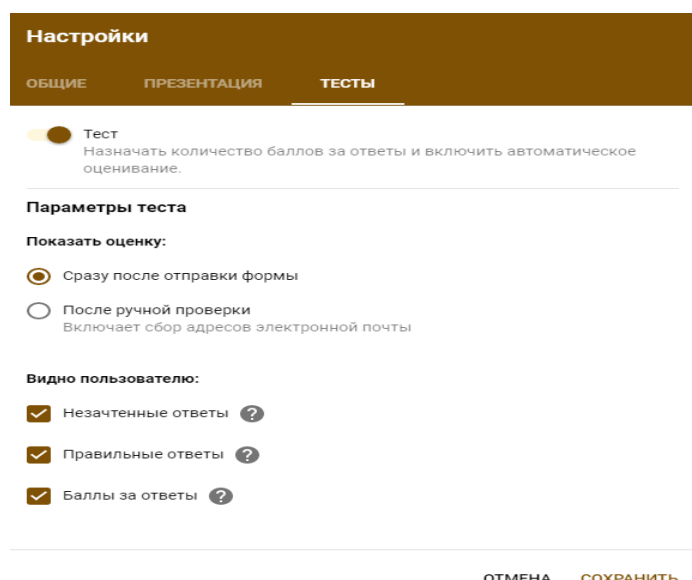 Настройки
ОБЩИЕ ПРЕЗЕНТАЦИЯ ТЕСТЫ
Тест
Назначать количество баллов за ответы и включить автоматическое
оценивание.
Параметры теста
Показать оценку:
Сразу после отправки формы
После ручной проверки
Включает сбор адресов электронной почты
Видно пользователю:
Незачтенные ответы ?
Правильные ответы ?
Баллы за ответы ?
ОТМЕНА СОХРАНИТЬ